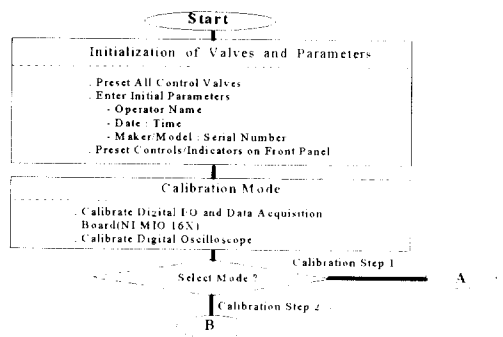 Start
Initialization of Valves and Parameters
. Preset All Control Valves
. Enter Initial Parameters
- Operator Name
- Date : Time
- Maker/Model : Serial Number
. Preset Controls/Indicators on Front Panel
Calibration Mode
. Calibrate Digital I/O and Data Acquisition
Board(NI MIO 16X)
. Calibrate Digital Oscilloscope
Calibration Step 1
Select Mode ?
A
Calibration Step 2
B